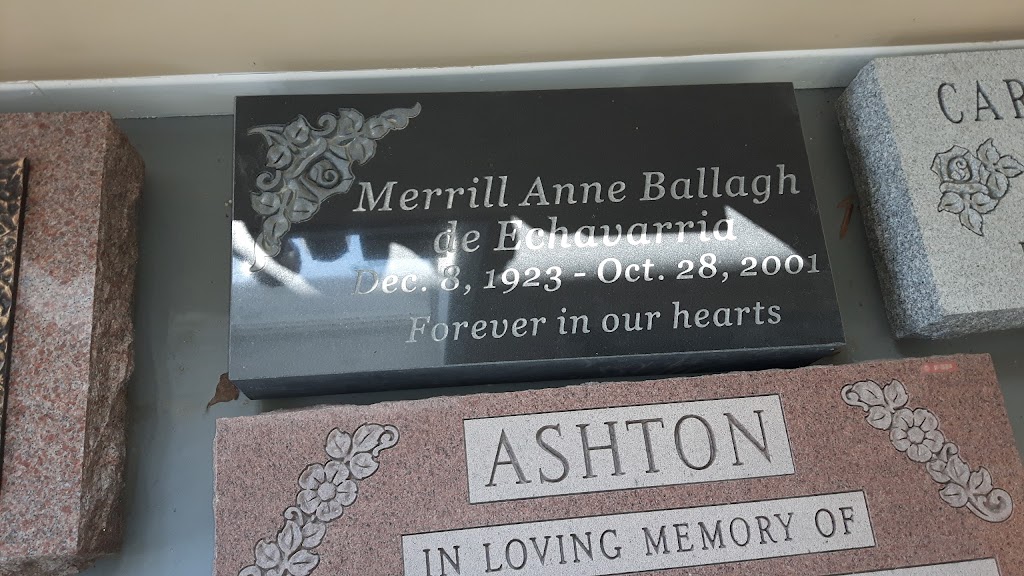 Merrill Anne Ballagh
de Echavarria
Dec. 8, 1923 - Oct. 28, 2001
Forever in our hearts
ASHTON
IN LOVING MEMORY OF